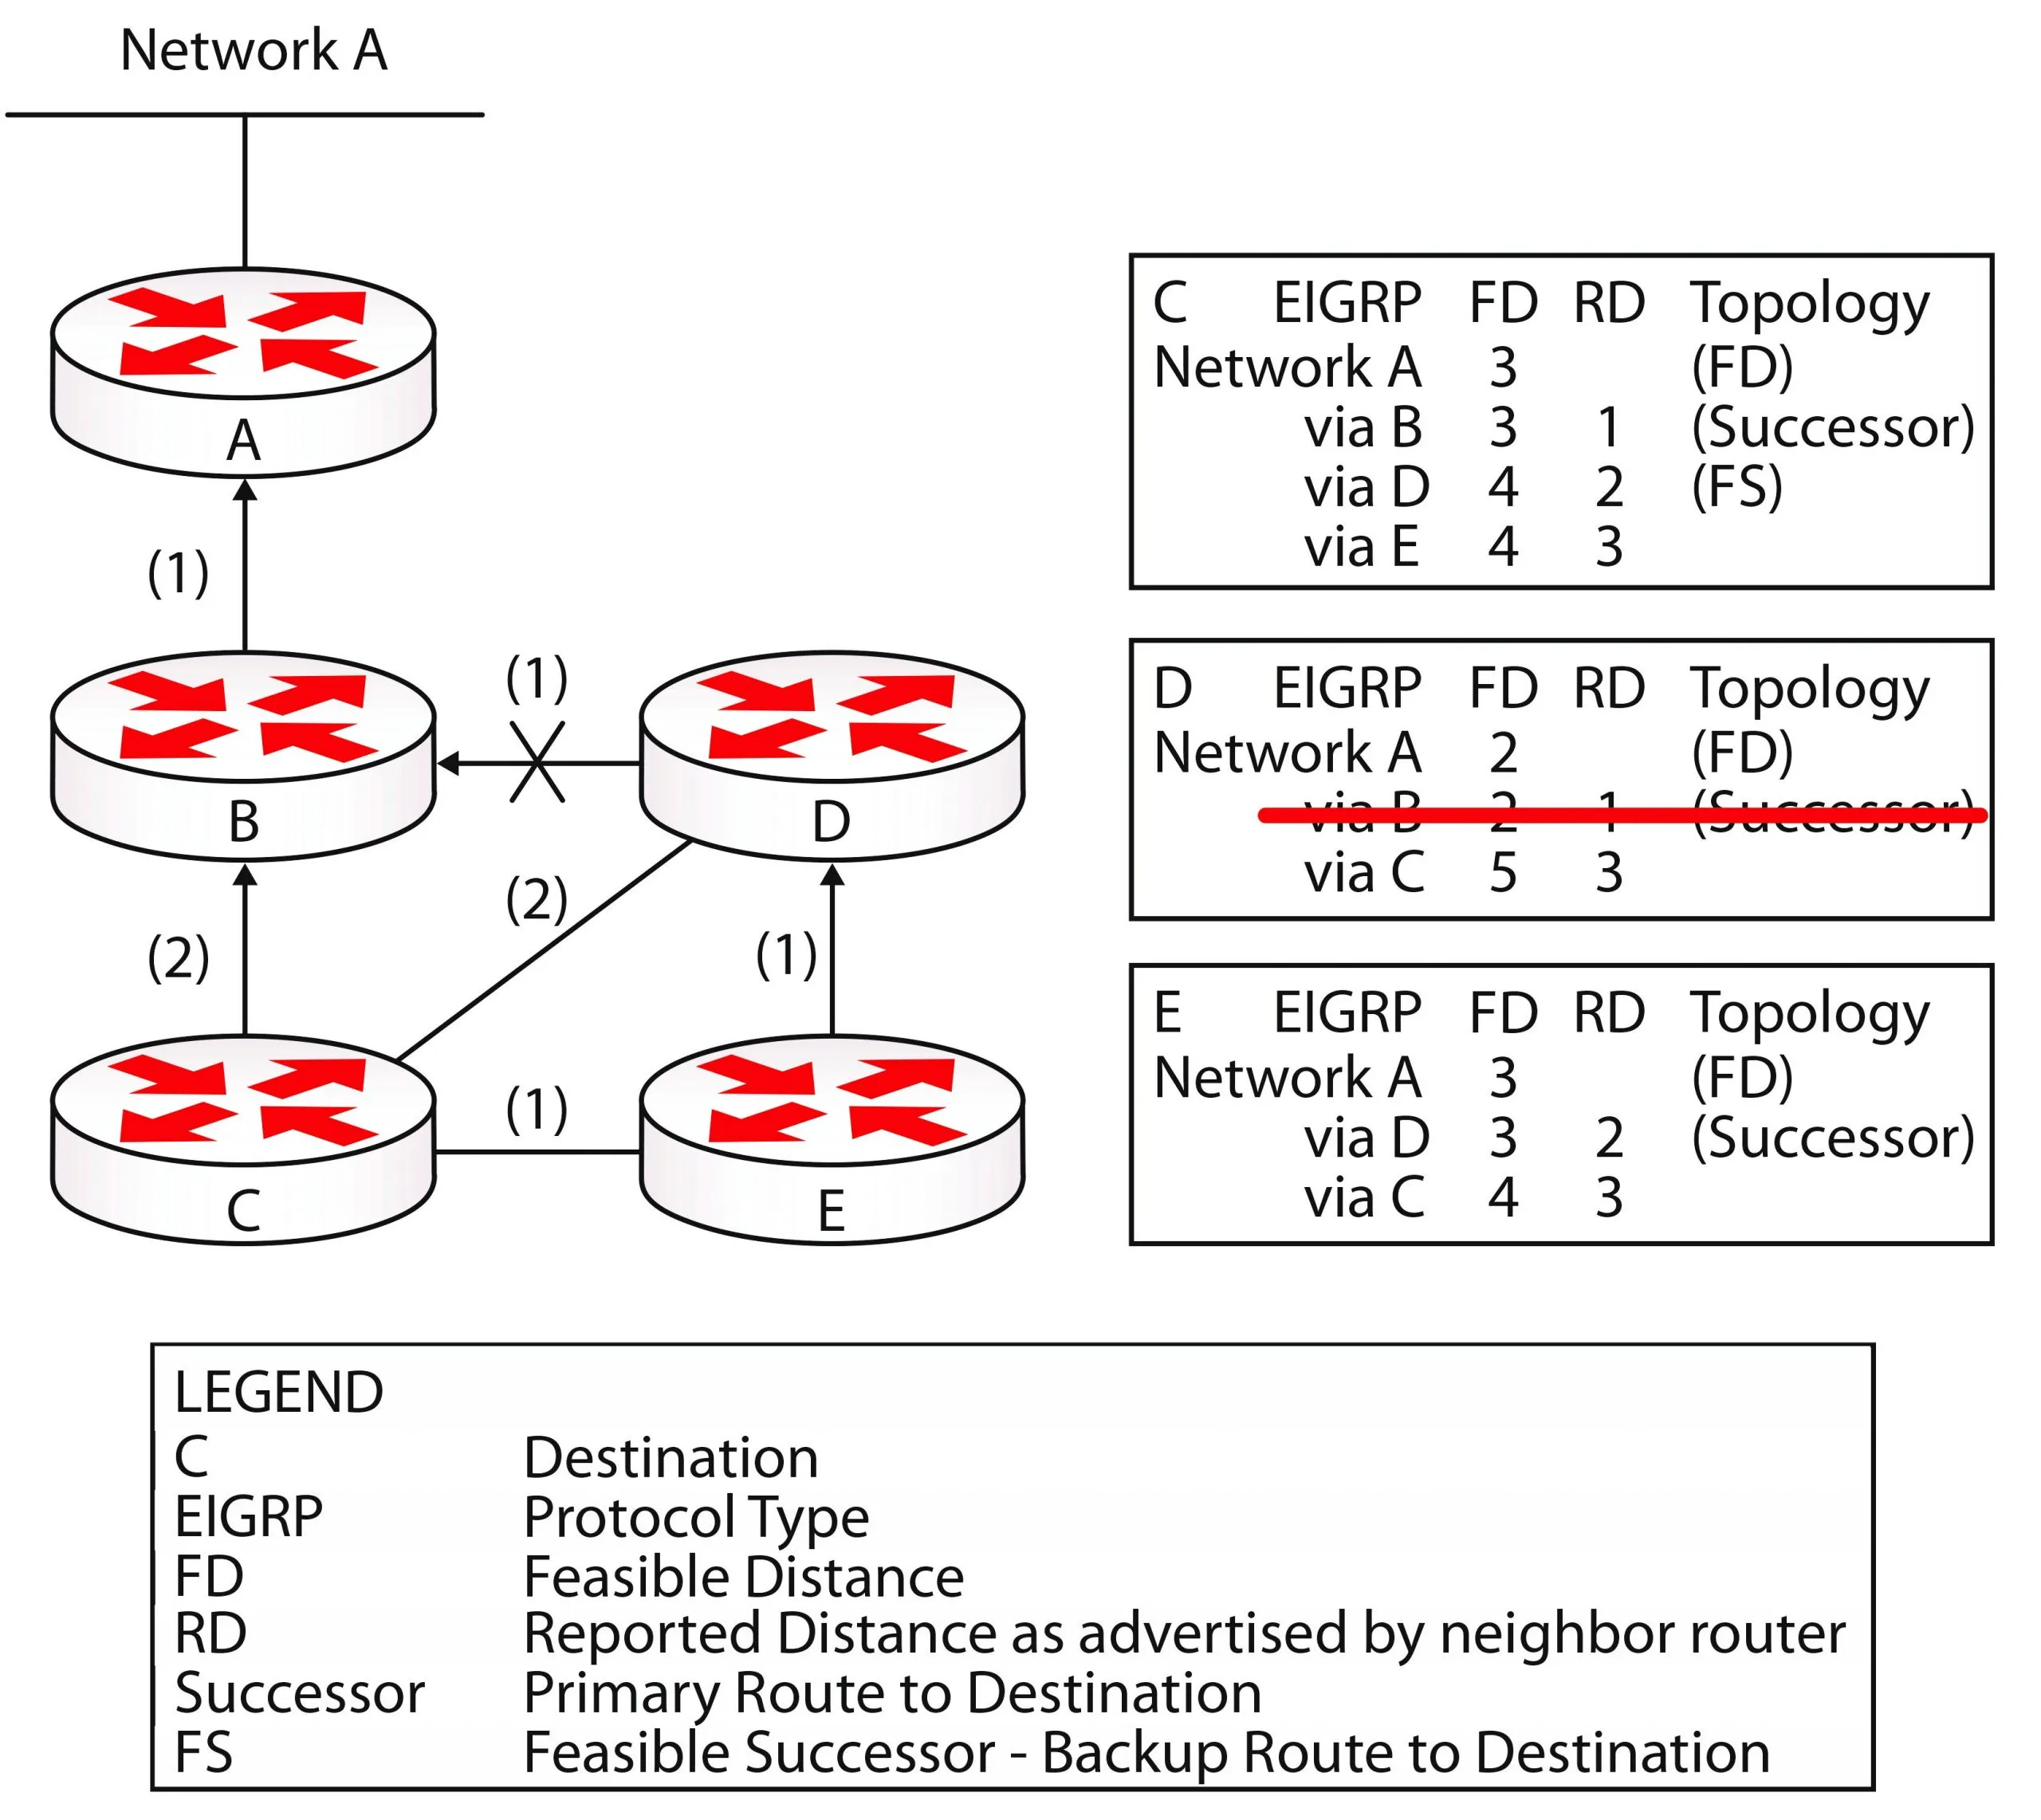 Network A
A
(1)
(1)
B
D
(2)
(2)
(1)
(1)
C
E
C EIGRP FD RD Topology
Network A 3 (FD)
via B 3 1 (Successor)
via D 4 2 (FS)
via E 4 3
D EIGRP FD RD Topology
Network A 2 (FD)
via B 2 1 (Successor)
via C 5 3
E EIGRP FD RD Topology
Network A 3 (FD)
via D 3 2 (Successor)
via C 4 3
LEGEND
C Destination
EIGRP Protocol Type
FD Feasible Distance
RD Reported Distance as advertised by neighbor router
Successor Primary Route to Destination
FS Feasible Successor - Backup Route to Destination